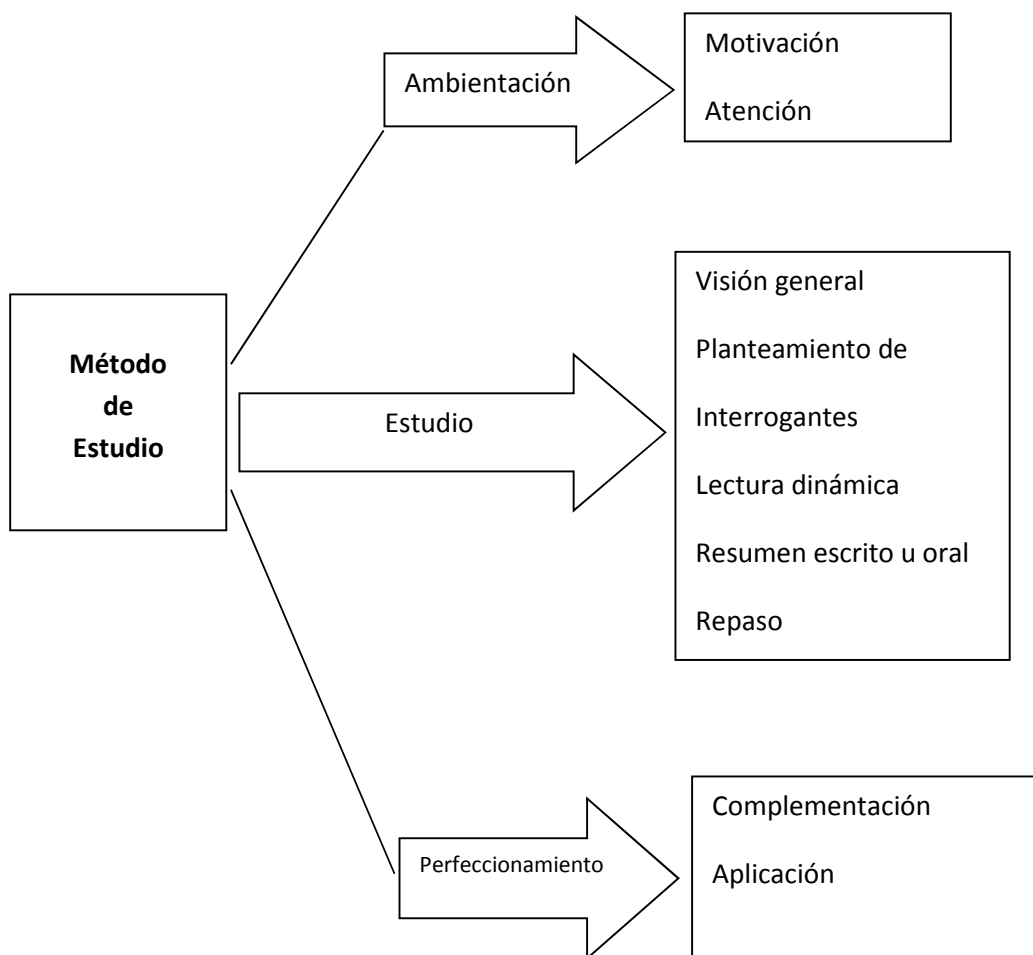 Ambientación
Motivación
Atención
Método
de
Estudio
Estudio
Visión general
Planteamiento de
Interrogantes
Lectura dinámica
Resumen escrito u oral
Repaso
Perfeccionamiento
Complementación
Aplicación